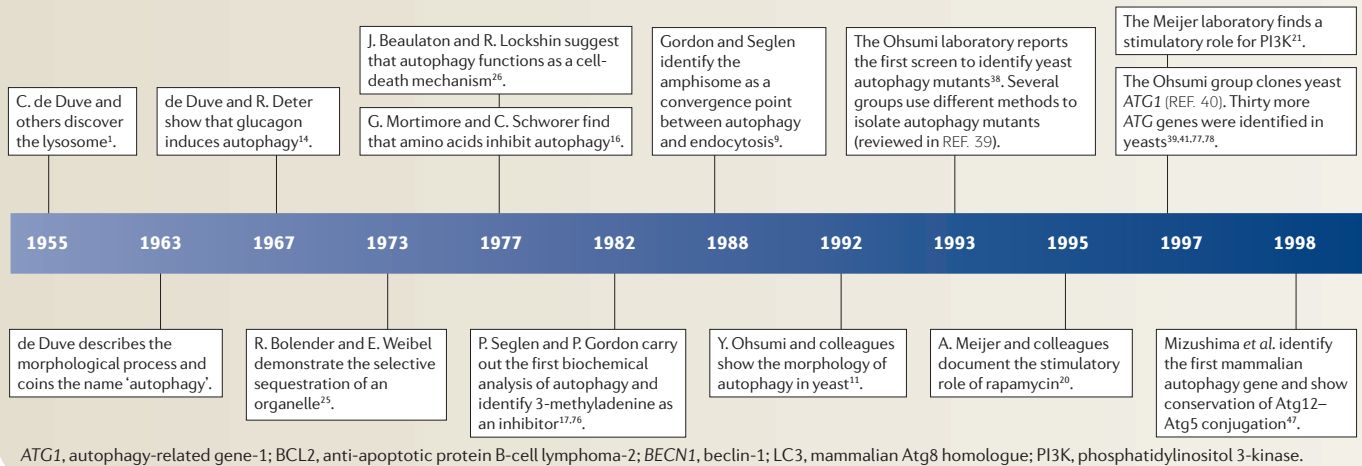 C. de Duve and
others discover
the lysosome¹.
de Duve and R. Deter
show that glucagon
induces autophagy¹⁴.
J. Beaulaton and R. Lockshin suggest
that autophagy functions as a cell-
death mechanism²⁶.
G. Mortimore and C. Schworer find
that amino acids inhibit autophagy¹⁶.
Gordon and Seglen
identify the
amphisome as a
convergence point
between autophagy
and endocytosis⁹.
The Ohsumi laboratory reports
the first screen to identify yeast
autophagy mutants³⁸. Several
groups use different methods to
isolate autophagy mutants
(reviewed in REF. 39).
The Meijer laboratory finds a
stimulatory role for PI3K²¹.
The Ohsumi group clones yeast
ATG1 (REF. 40). Thirty more
ATG genes were identified in
yeasts³⁹,⁴¹,⁷⁷,⁷⁸.
1955 1963 1967 1973 1977 1982 1988 1992 1993 1995 1997 1998
de Duve describes the
morphological process and
coins the name ‘autophagy’.
R. Bolender and E. Weibel
demonstrate the selective
sequestration of an
organelle²⁵.
P. Seglen and P. Gordon carry
out the first biochemical
analysis of autophagy and
identify 3-methyladenine as
an inhibitor¹⁷,⁷⁶.
Y. Ohsumi and colleagues
show the morphology of
autophagy in yeast¹¹.
A. Meijer and colleagues
document the stimulatory
role of rapamycin²⁰.
Mizushima et al. identify
the first mammalian
autophagy gene and show
conservation of Atg12–
Atg5 conjugation⁴⁷.
ATG1, autophagy-related gene-1; BCL2, anti-apoptotic protein B-cell lymphoma-2; BECN1, beclin-1; LC3, mammalian Atg8 homologue; PI3K, phosphatidylinositol 3-kinase.